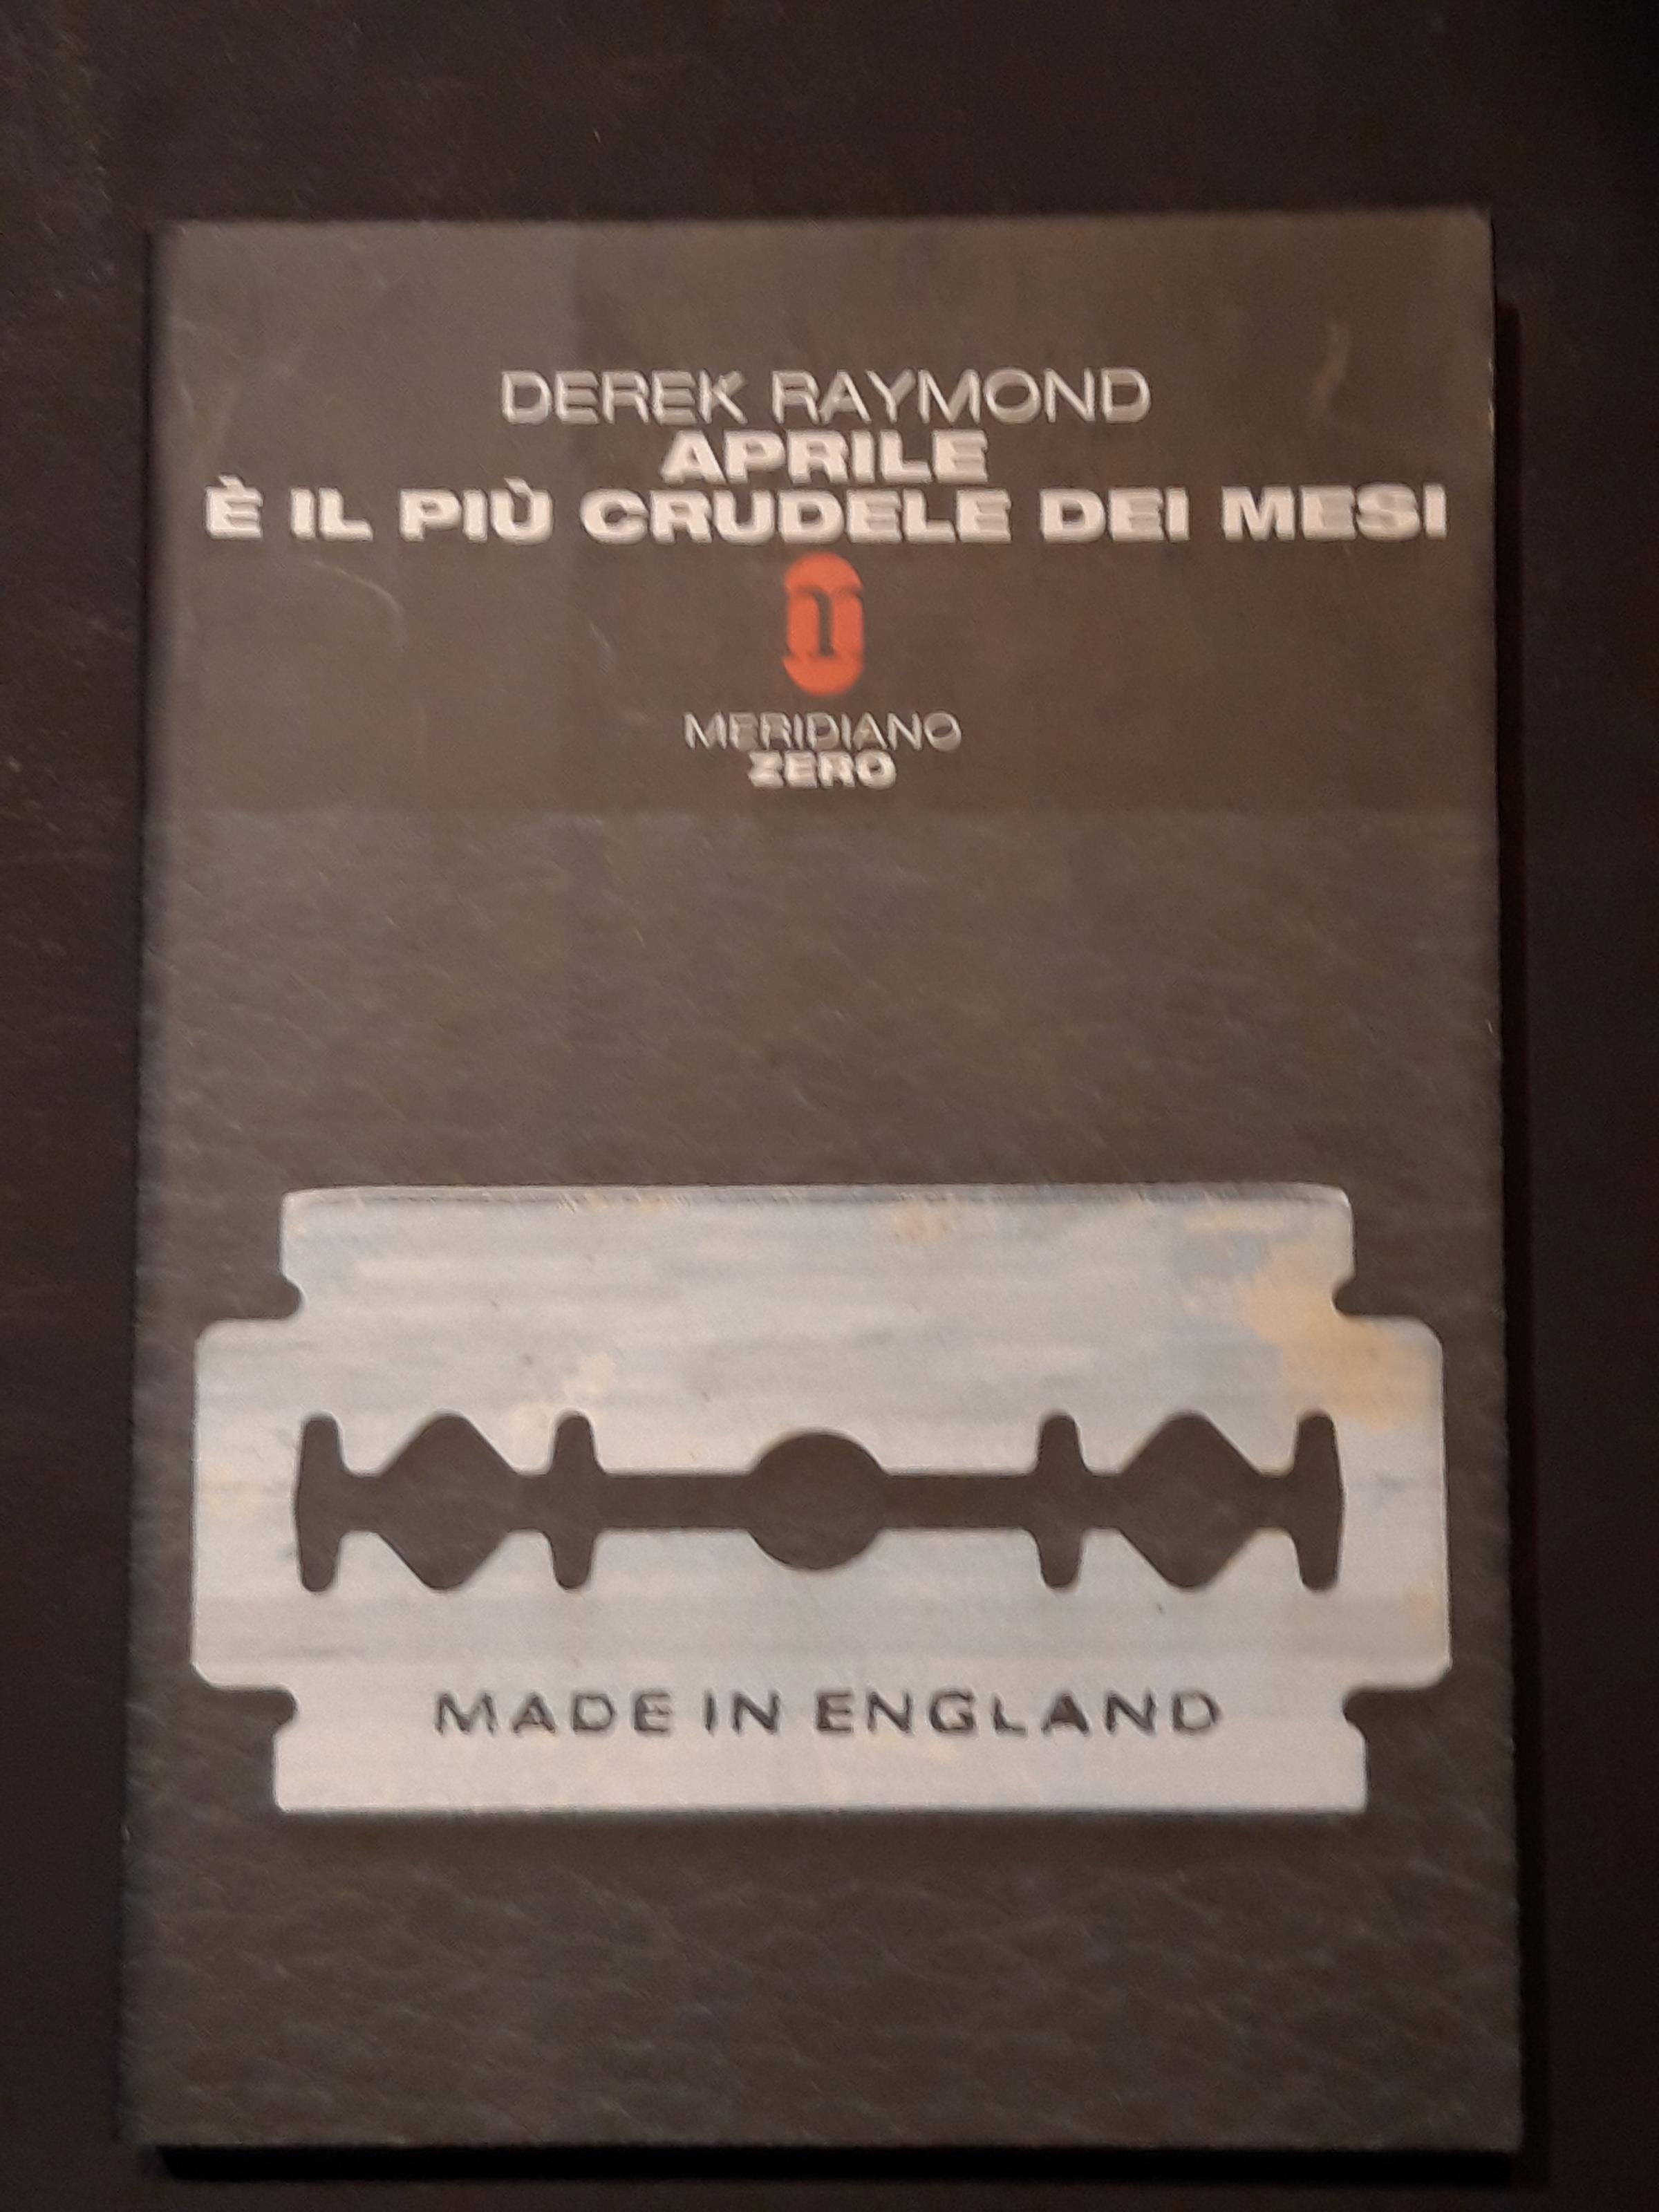 DEREK RAYMOND
APRILE
È IL PIÙ CRUDELE DEI MESI
MERIDIANO
ZERO
MADE IN ENGLAND